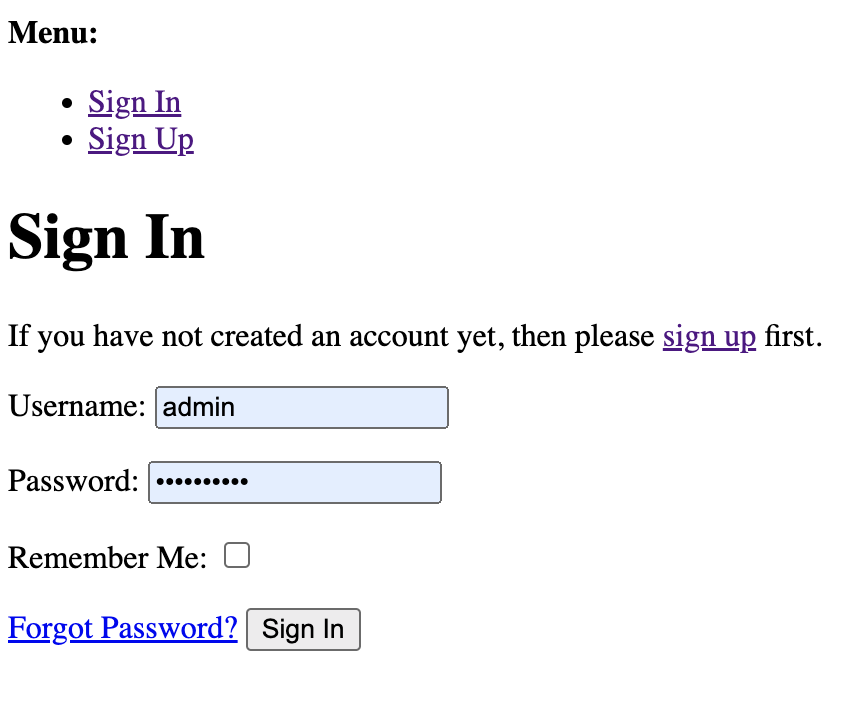 Menu:
Sign In
Sign Up
Sign In
If you have not created an account yet, then please sign up first.
Username: admin
Password: ••••••••••
Remember Me:
Forgot Password? Sign In